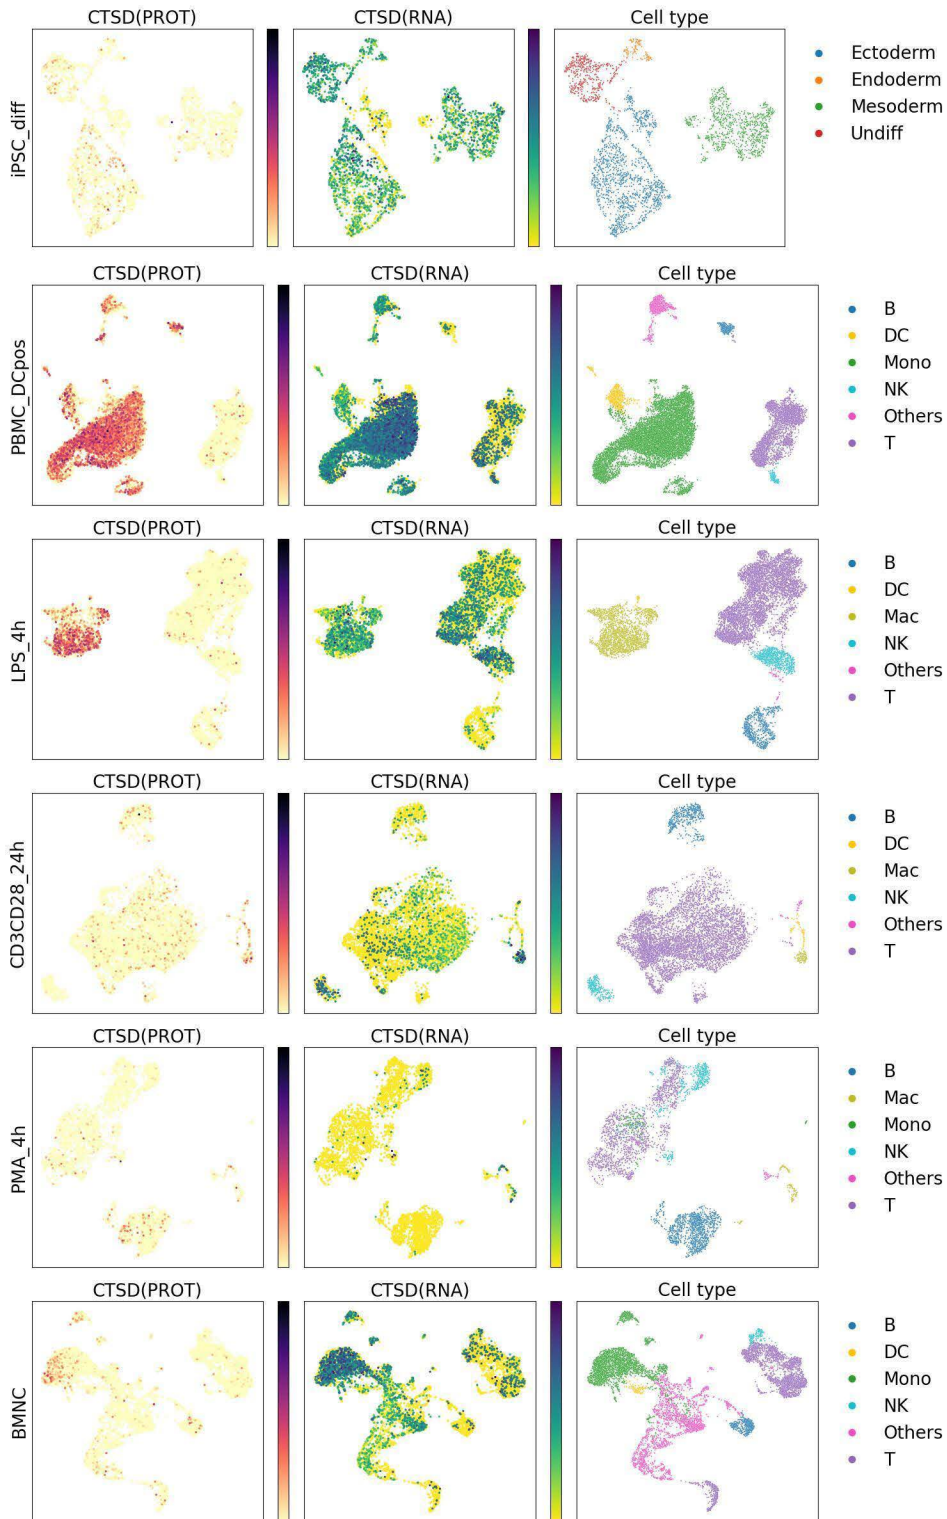 CTSD(PROT) CTSD(RNA) Cell type
iPSC_diff
Ectoderm
Endoderm
Mesoderm
Undiff
CTSD(PROT) CTSD(RNA) Cell type
PBMC_DCpos
B
DC
Mono
NK
Others
T
CTSD(PROT) CTSD(RNA) Cell type
LPS_4h
B
DC
Mac
NK
Others
T
CTSD(PROT) CTSD(RNA) Cell type
CD3CD28_24h
B
DC
Mac
NK
Others
T
CTSD(PROT) CTSD(RNA) Cell type
PMA_4h
B
Mac
Mono
NK
Others
T
CTSD(PROT) CTSD(RNA) Cell type
BMNC
B
DC
Mono
NK
Others
T